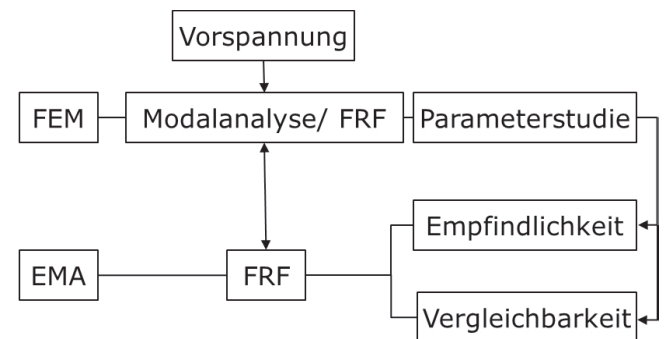 Vorspannung
FEM
Modalanalyse/ FRF
Parameterstudie
Empfindlichkeit
EMA
FRF
Vergleichbarkeit